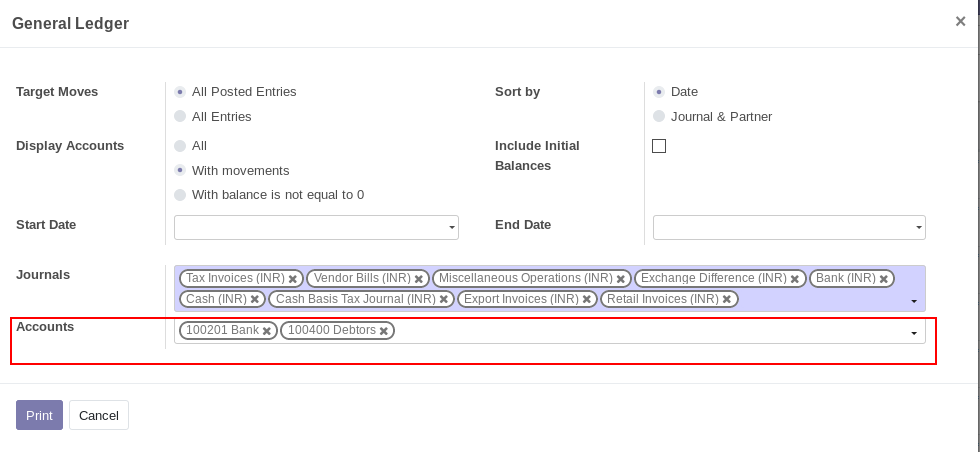 General Ledger ×
Target Moves All Posted Entries Sort by Date
All Entries Journal & Partner
Display Accounts All Include Initial Balances
With movements
With balance is not equal to 0
Start Date End Date
Journals Tax Invoices (INR) Vendor Bills (INR) Miscellaneous Operations (INR) Exchange Difference (INR) Bank (INR)
Cash (INR) Cash Basis Tax Journal (INR) Export Invoices (INR) Retail Invoices (INR)
Accounts 100201 Bank 100400 Debtors
Print Cancel